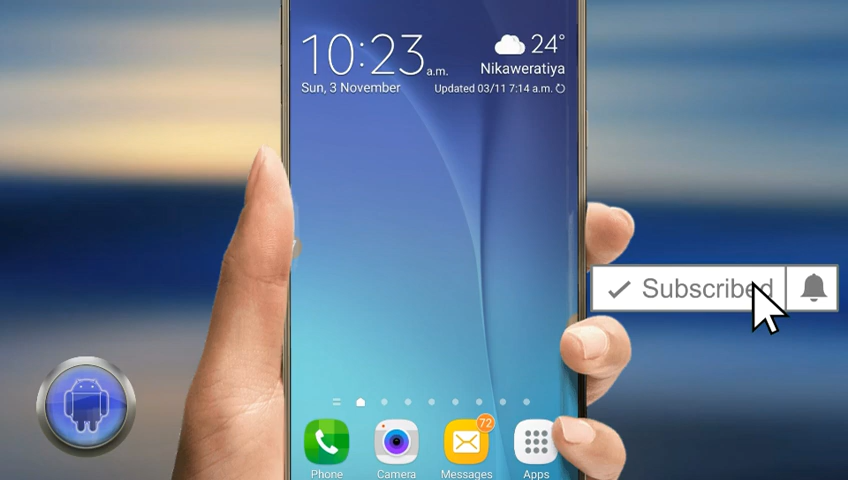 10:23 a.m.
24°
Nikaweratiya
Sun, 3 November
Updated 03/11 7:14 a.m.
Subscribed
72
Phone
Camera
Messages
Apps